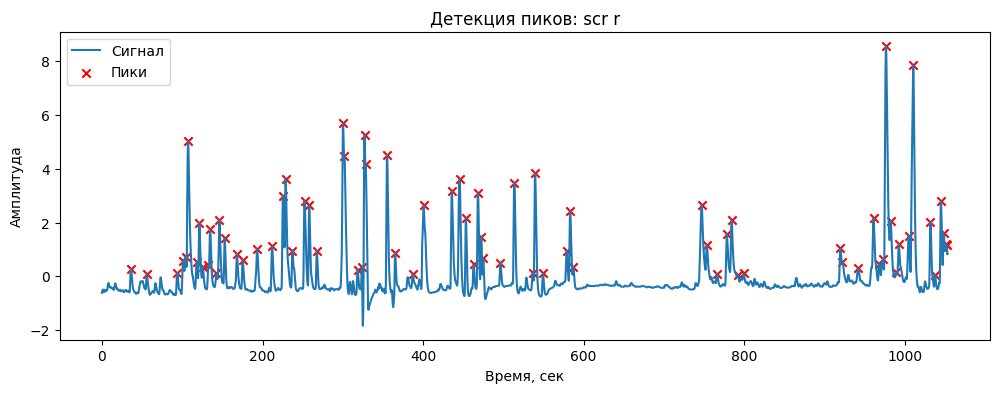 Детекция пиков: scr r
Сигнал
Пики
Амплитуда
8
6
4
2
0
−2
0 200 400 600 800 1000
Время, сек